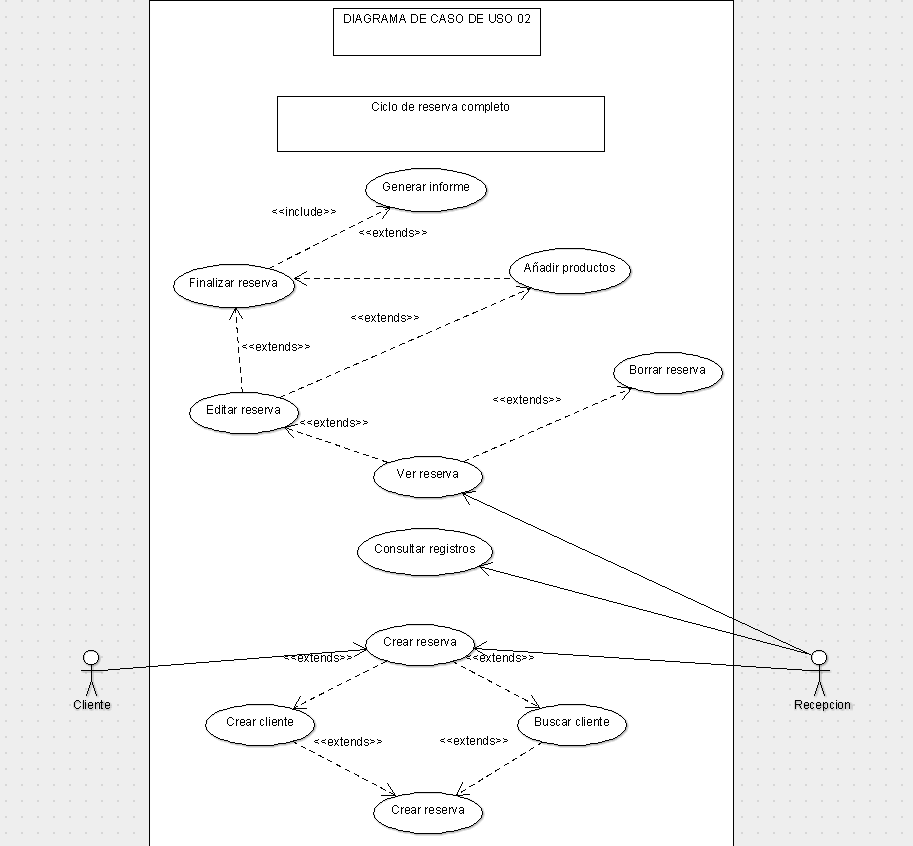 DIAGRAMA DE CASO DE USO 02
Ciclo de reserva completo
Generar informe
<<include>>
<<extends>>
Añadir productos
Finalizar reserva
<<extends>>
<<extends>>
Borrar reserva
<<extends>>
Editar reserva
<<extends>>
Ver reserva
Consultar registros
Crear reserva
<<extends>>
<<extends>>
Cliente
Recepcion
Crear cliente
Buscar cliente
<<extends>>
<<extends>>
Crear reserva